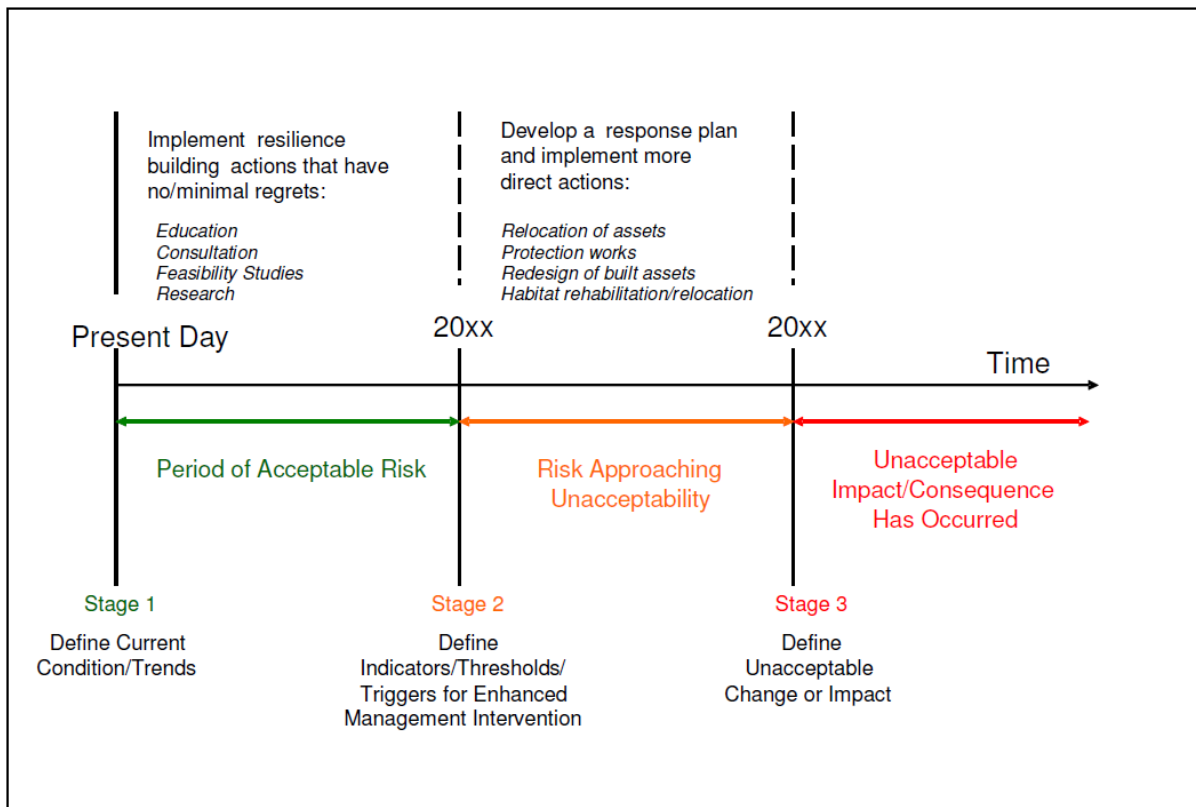 Implement resilience
building actions that have
no/minimal regrets:
Education
Consultation
Feasibility Studies
Research
Develop a response plan
and implement more
direct actions:
Relocation of assets
Protection works
Redesign of built assets
Habitat rehabilitation/relocation
Present Day
20xx
20xx
Time
Period of Acceptable Risk
Risk Approaching
Unacceptability
Unacceptable
Impact/Consequence
Has Occurred
Stage 1
Define Current
Condition/Trends
Stage 2
Define
Indicators/Thresholds/
Triggers for Enhanced
Management Intervention
Stage 3
Define
Unacceptable
Change or Impact